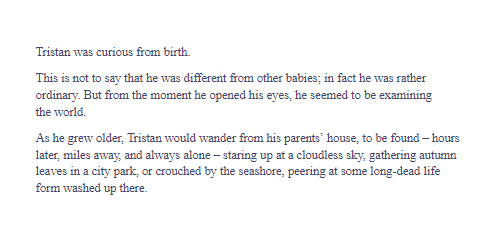 Tristan was curious from birth.
This is not to say that he was different from other babies; in fact he was rather
ordinary. But from the moment he opened his eyes, he seemed to be examining
the world.
As he grew older, Tristan would wander from his parents’ house, to be found – hours
later, miles away, and always alone – staring up at a cloudless sky, gathering autumn
leaves in a city park, or crouched by the seashore, peering at some long-dead life
form washed up there.